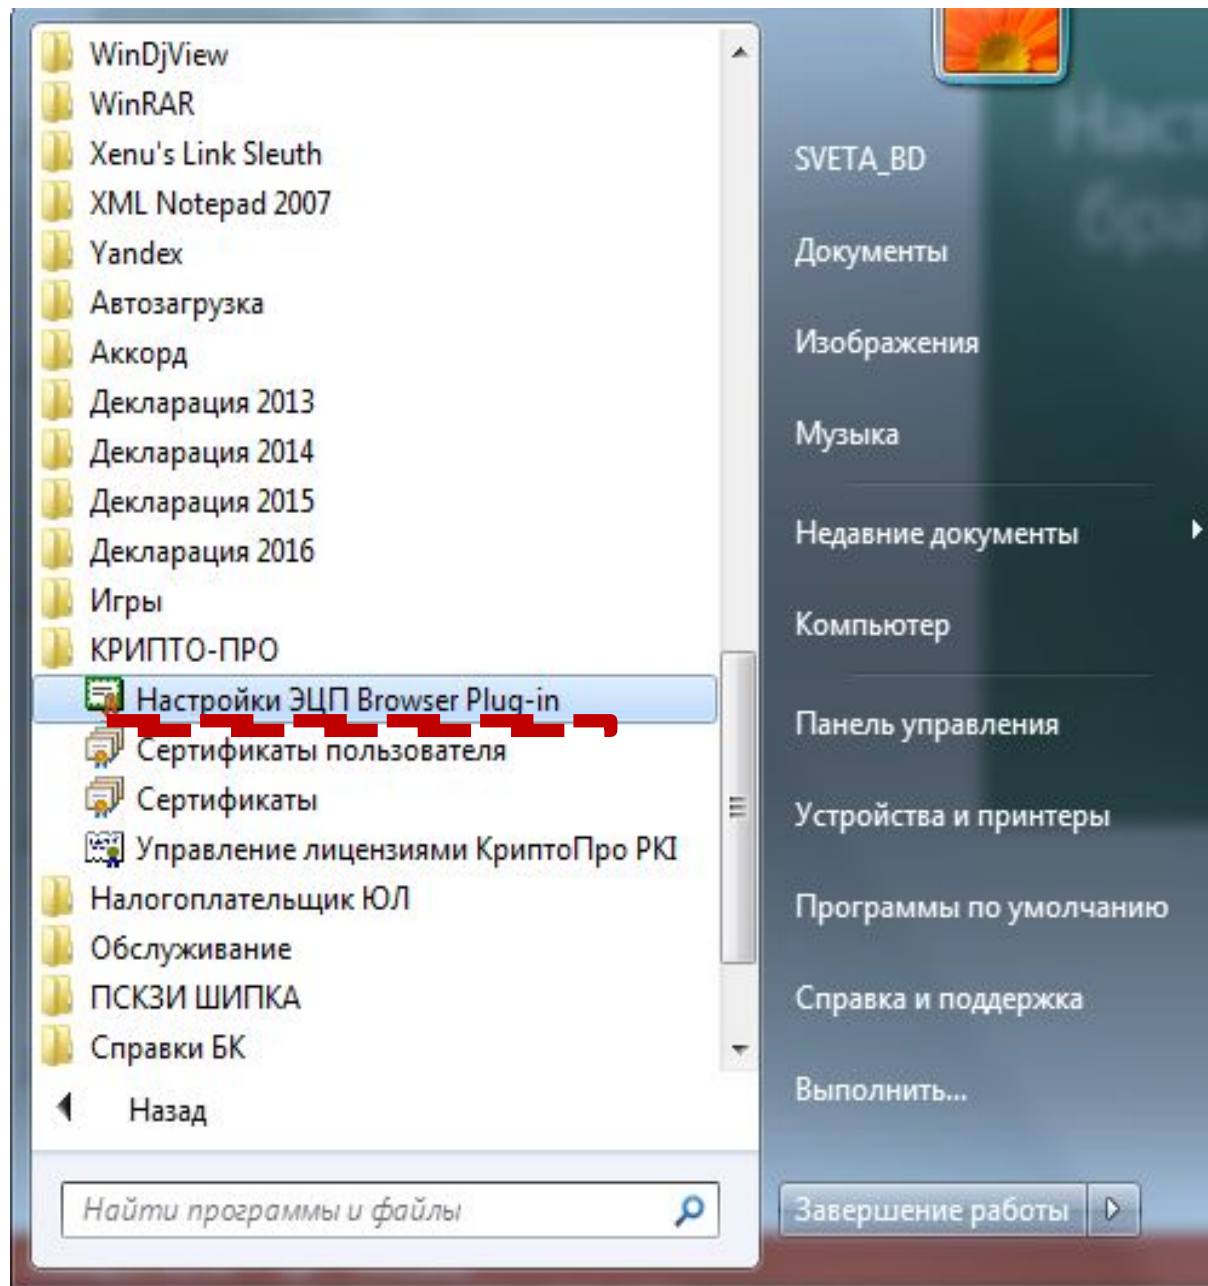 WinDjView
WinRAR
Xenu's Link Sleuth
XML Notepad 2007
Yandex
Автозагрузка
Аккорд
Декларация 2013
Декларация 2014
Декларация 2015
Декларация 2016
Игры
КРИПТО-ПРО
Настройки ЭЦП Browser Plug-in
Сертификаты пользователя
Сертификаты
Управление лицензиями КриптоПро PKI
Налогоплательщик ЮЛ
Обслуживание
ПСКЗИ ШИПКА
Справки БК
Назад
Найти программы и файлы
SVETA_BD
Документы
Изображения
Музыка
Недавние документы
Компьютер
Панель управления
Устройства и принтеры
Программы по умолчанию
Справка и поддержка
Выполнить...
Завершение работы